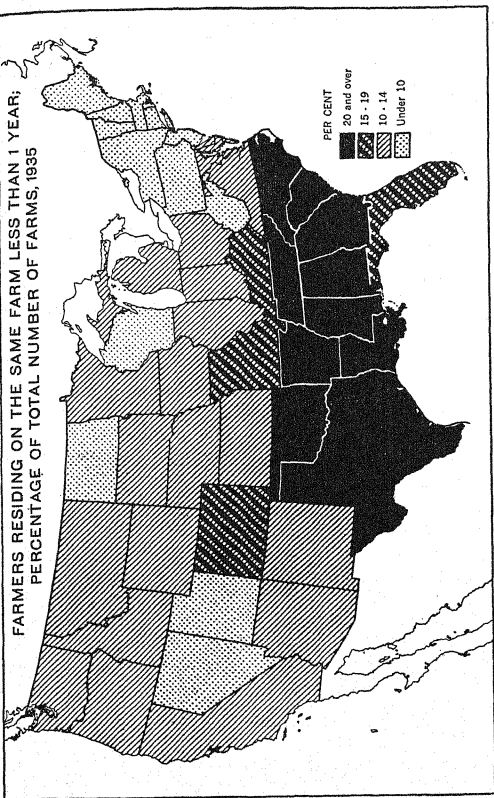 FARMERS RESIDING ON THE SAME FARM LESS THAN 1 YEAR;
PERCENTAGE OF TOTAL NUMBER OF FARMS, 1935
PER CENT
20 and over
15 - 19
10 - 14
Under 10